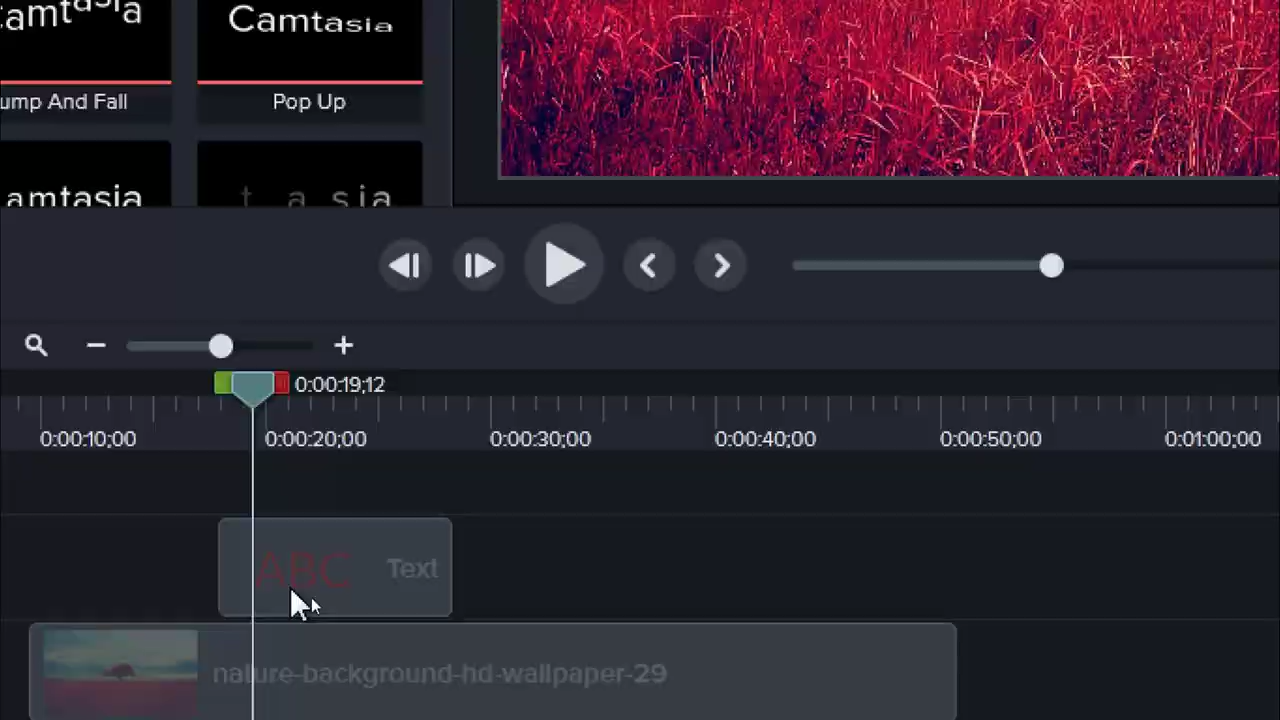 amtasia
Camtasia
ump And Fall
Pop Up
amtasia
t a sia
0:00:19;12
0:00:10;00
0:00:20;00
0:00:30;00
0:00:40;00
0:00:50;00
0:01:00;00
ABC Text
nature-background-hd-wallpaper-29